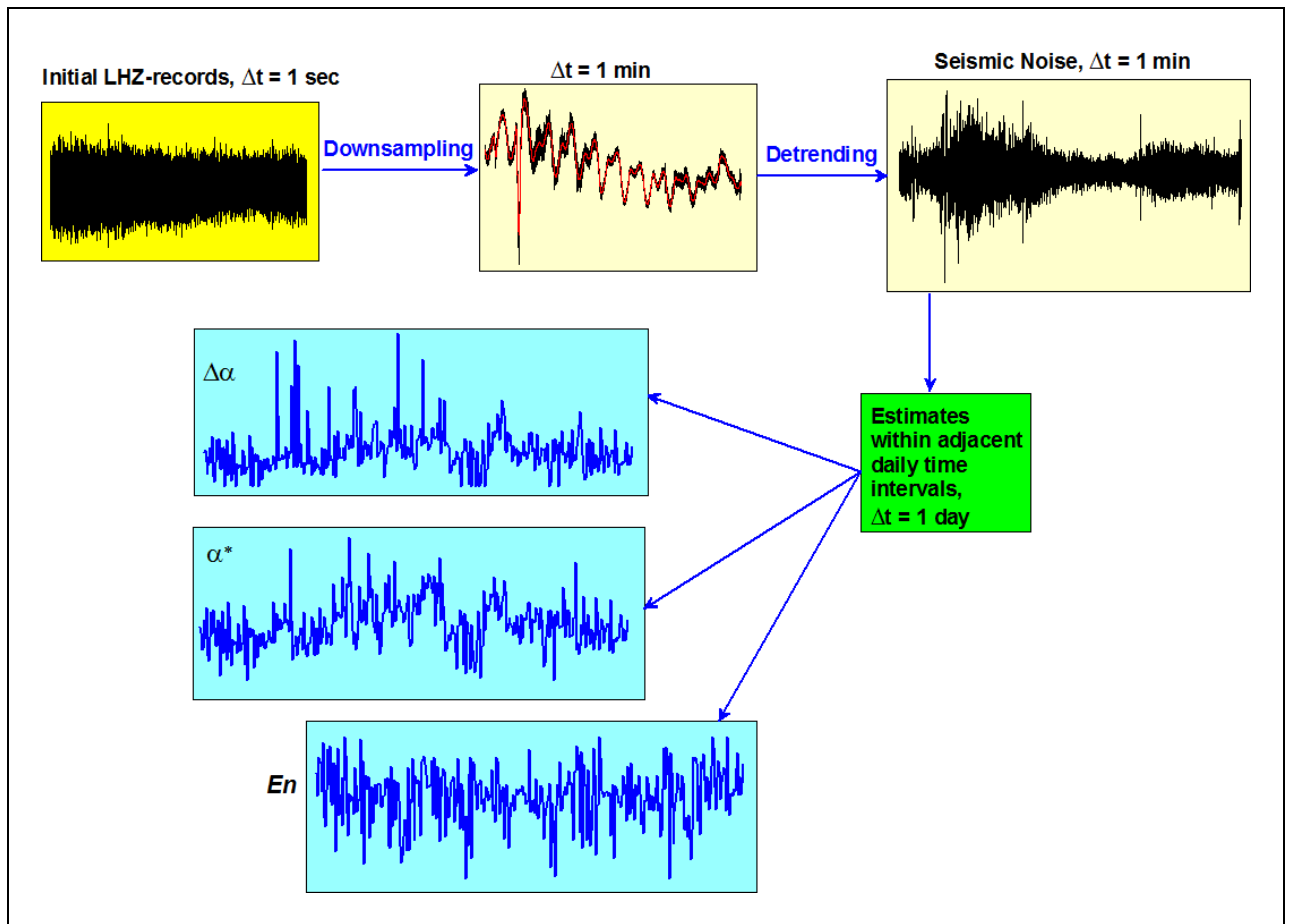 Initial LHZ-records, Δt = 1 sec
Δt = 1 min
Seismic Noise, Δt = 1 min
Downsampling
Detrending
Δα
Estimates
within adjacent
daily time
intervals,
Δt = 1 day
α*
En